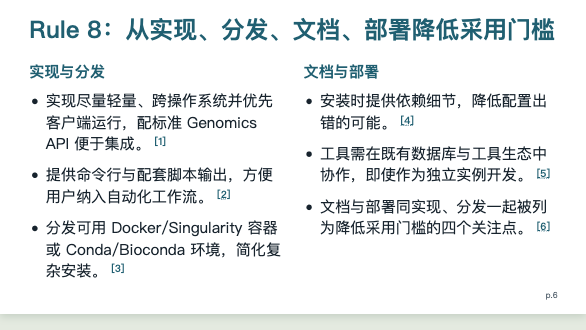 Rule 8：从实现、分发、文档、部署降低采用门槛
实现与分发
• 实现尽量轻量、跨操作系统并优先
客户端运行，配标准 Genomics
API 便于集成。 [1]
• 提供命令行与配套脚本输出，方便
用户纳入自动化工作流。 [2]
• 分发可用 Docker/Singularity 容器
或 Conda/Bioconda 环境，简化复
杂安装。 [3]
文档与部署
• 安装时提供依赖细节，降低配置出
错的可能。 [4]
• 工具需在既有数据库与工具生态中
协作，即使作为独立实例开发。 [5]
• 文档与部署同实现、分发一起被列
为降低采用门槛的四个关注点。 [6]
p.6